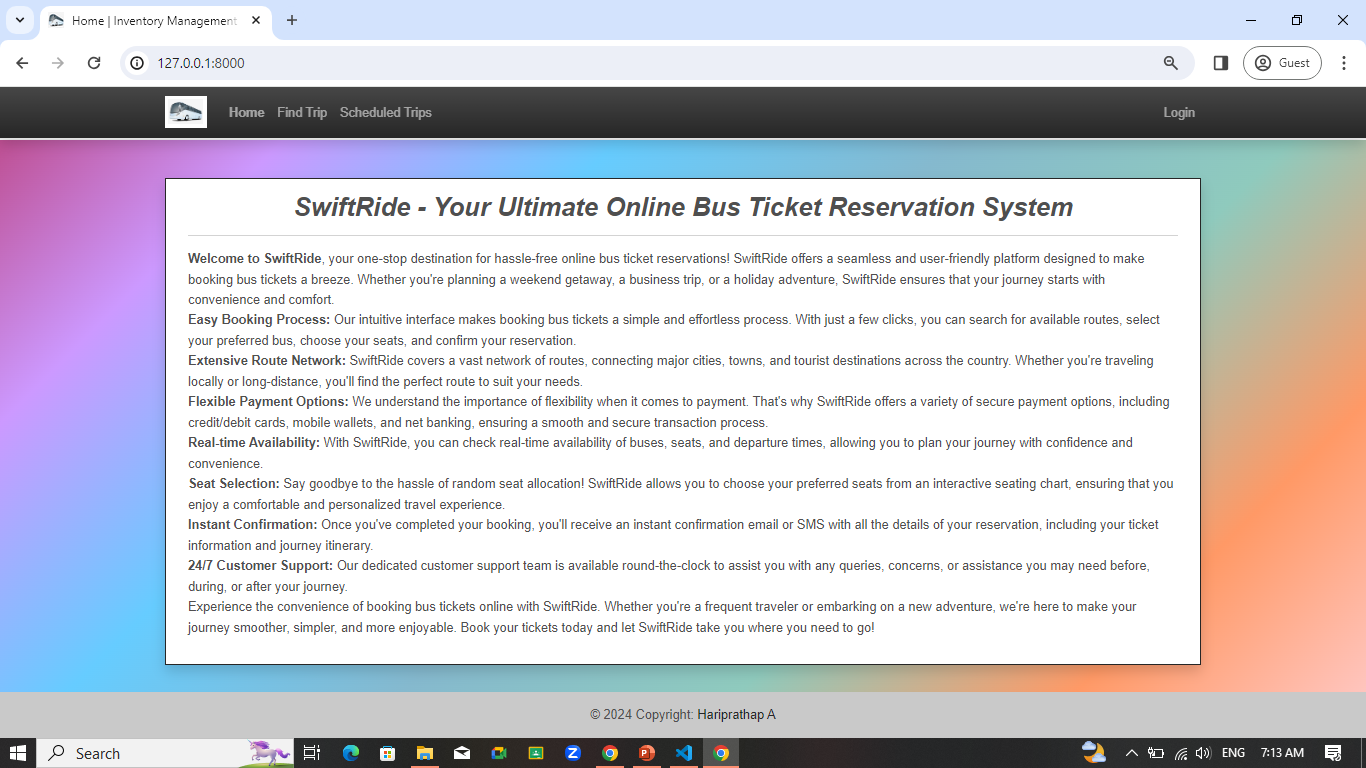 Home | Inventory Management
127.0.0.1:8000
Guest
Home Find Trip Scheduled Trips Login
SwiftRide - Your Ultimate Online Bus Ticket Reservation System
Welcome to SwiftRide, your one-stop destination for hassle-free online bus ticket reservations! SwiftRide offers a seamless and user-friendly platform designed to make
booking bus tickets a breeze. Whether you're planning a weekend getaway, a business trip, or a holiday adventure, SwiftRide ensures that your journey starts with
convenience and comfort.
Easy Booking Process: Our intuitive interface makes booking bus tickets a simple and effortless process. With just a few clicks, you can search for available routes, select
your preferred bus, choose your seats, and confirm your reservation.
Extensive Route Network: SwiftRide covers a vast network of routes, connecting major cities, towns, and tourist destinations across the country. Whether you're traveling
locally or long-distance, you'll find the perfect route to suit your needs.
Flexible Payment Options: We understand the importance of flexibility when it comes to payment. That's why SwiftRide offers a variety of secure payment options, including
credit/debit cards, mobile wallets, and net banking, ensuring a smooth and secure transaction process.
Real-time Availability: With SwiftRide, you can check real-time availability of buses, seats, and departure times, allowing you to plan your journey with confidence and
convenience.
Seat Selection: Say goodbye to the hassle of random seat allocation! SwiftRide allows you to choose your preferred seats from an interactive seating chart, ensuring that you
enjoy a comfortable and personalized travel experience.
Instant Confirmation: Once you've completed your booking, you'll receive an instant confirmation email or SMS with all the details of your reservation, including your ticket
information and journey itinerary.
24/7 Customer Support: Our dedicated customer support team is available round-the-clock to assist you with any queries, concerns, or assistance you may need before,
during, or after your journey.
Experience the convenience of booking bus tickets online with SwiftRide. Whether you're a frequent traveler or embarking on a new adventure, we're here to make your
journey smoother, simpler, and more enjoyable. Book your tickets today and let SwiftRide take you where you need to go!
© 2024 Copyright: Hariprathap A
Search ENG 7:13 AM